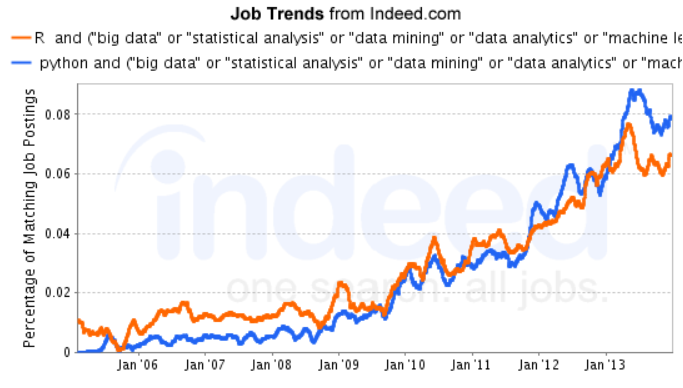 Job Trends from Indeed.com
R and ("big data" or "statistical analysis" or "data mining" or "data analytics" or "machine le
python and ("big data" or "statistical analysis" or "data mining" or "data analytics" or "mach
Percentage of Matching Job Postings
0.08
0.06
0.04
0.02
0
indeed
one search. all jobs.
Jan'06 Jan'07 Jan'08 Jan'09 Jan'10 Jan'11 Jan'12 Jan'13